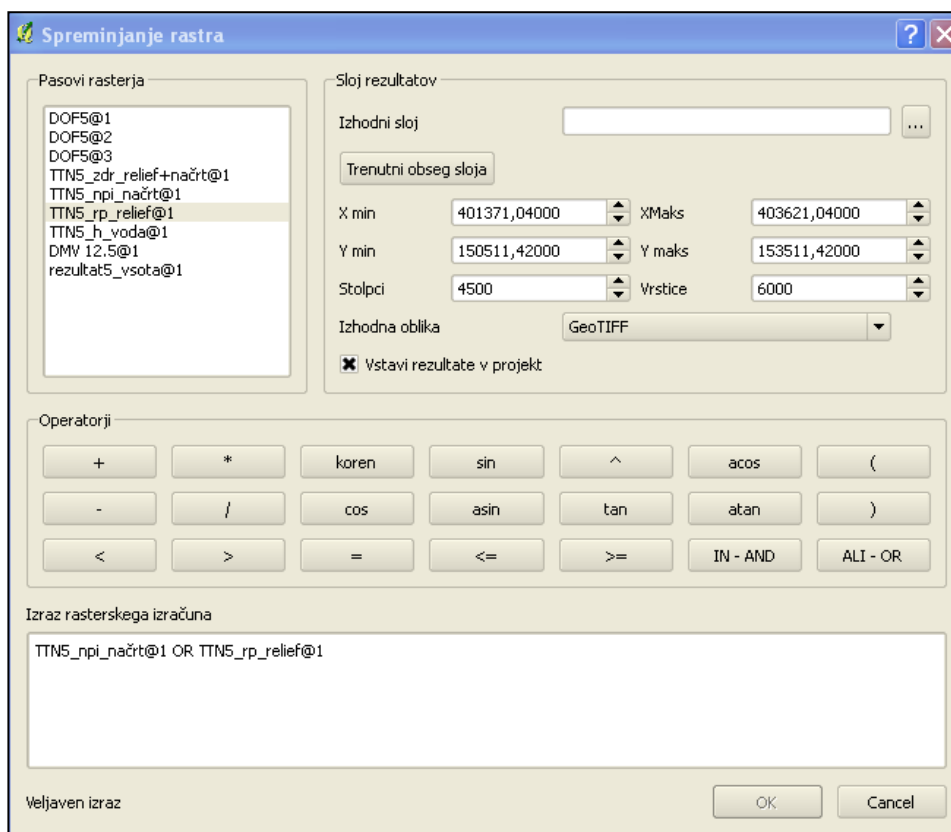 Spreminjanje rastra
Pasovi rasterja
DOF5@1
DOF5@2
DOF5@3
TTN5_zdr_relief+načrt@1
TTN5_npi_načrt@1
TTN5_rp_relief@1
TTN5_h_voda@1
DMV 12.5@1
rezultat5_vsota@1
Sloj rezultatov
Izhodni sloj ...
Trenutni obseg sloja
X min 401371,04000 XMaks 403621,04000
Y min 150511,42000 Y maks 153511,42000
Stolpci 4500 Vrstice 6000
Izhodna oblika GeoTIFF
Vstavi rezultate v projekt
Operatorji
+ * koren sin ^ acos (
- / cos asin tan atan )
< > = <= >= IN - AND ALI - OR
Izraz rasterskega izračuna
TTN5_npi_načrt@1 OR TTN5_rp_relief@1
Veljaven izraz OK Cancel